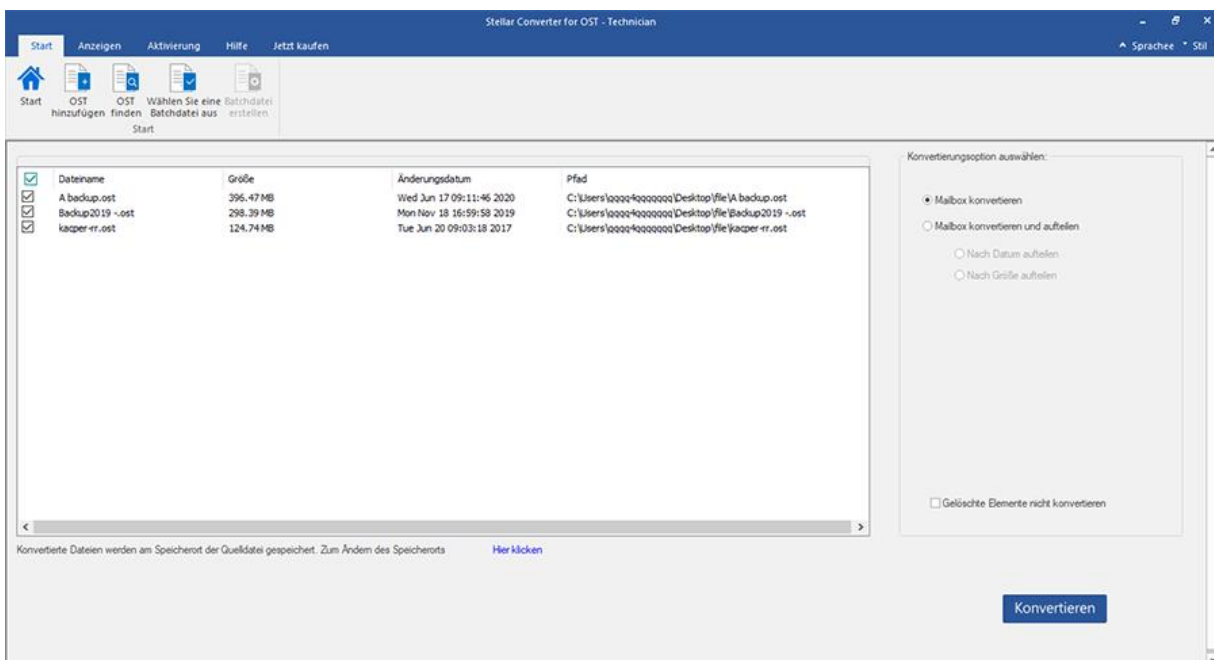 Stellar Converter for OST - Technician
Start Anzeigen Aktivierung Hilfe Jetzt kaufen Sprachee Stil
Start OST hinzufügen OST finden Wählen Sie eine Batchdatei aus Batchdatei erstellen
Start
Dateiname Größe Änderungsdatum Pfad
A backup.ost 396.47 MB Wed Jun 17 09:11:46 2020 C:\Users\qqqq4qqqqqqq\Desktop\file\A backup.ost
Backup2019 -.ost 298.39 MB Mon Nov 18 16:59:58 2019 C:\Users\qqqq4qqqqqqq\Desktop\file\Backup2019 -.ost
kacper-rr.ost 124.74 MB Tue Jun 20 09:03:18 2017 C:\Users\qqqq4qqqqqqq\Desktop\file\kacper-rr.ost
Konvertierte Dateien werden am Speicherort der Quelldatei gespeichert. Zum Ändern des Speicherorts Hier klicken
Konvertierungsoption auswählen:
Mailbox konvertieren
Mailbox konvertieren und aufteilen
Nach Datum aufteilen
Nach Größe aufteilen
Gelöschte Elemente nicht konvertieren
Konvertieren